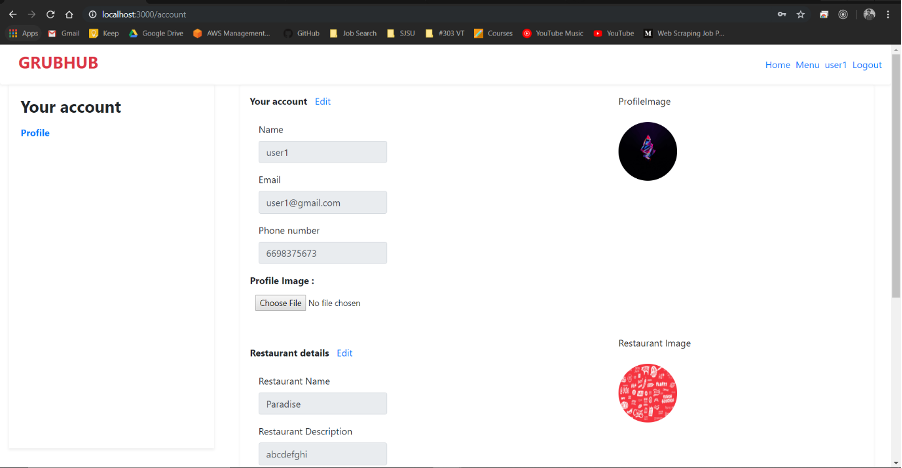 localhost:3000/account
Apps Gmail Keep Google Drive AWS Management... GitHub Job Search SJSU #303 VT Courses YouTube Music YouTube Web Scraping Job P...
GRUBHUB
Home Menu user1 Logout
Your account
Profile
Your account Edit
Name
user1
Email
user1@gmail.com
Phone number
6698375673
Profile Image :
Choose File No file chosen
ProfileImage
Restaurant details Edit
Restaurant Name
Paradise
Restaurant Description
abcdefghi
Restaurant Image